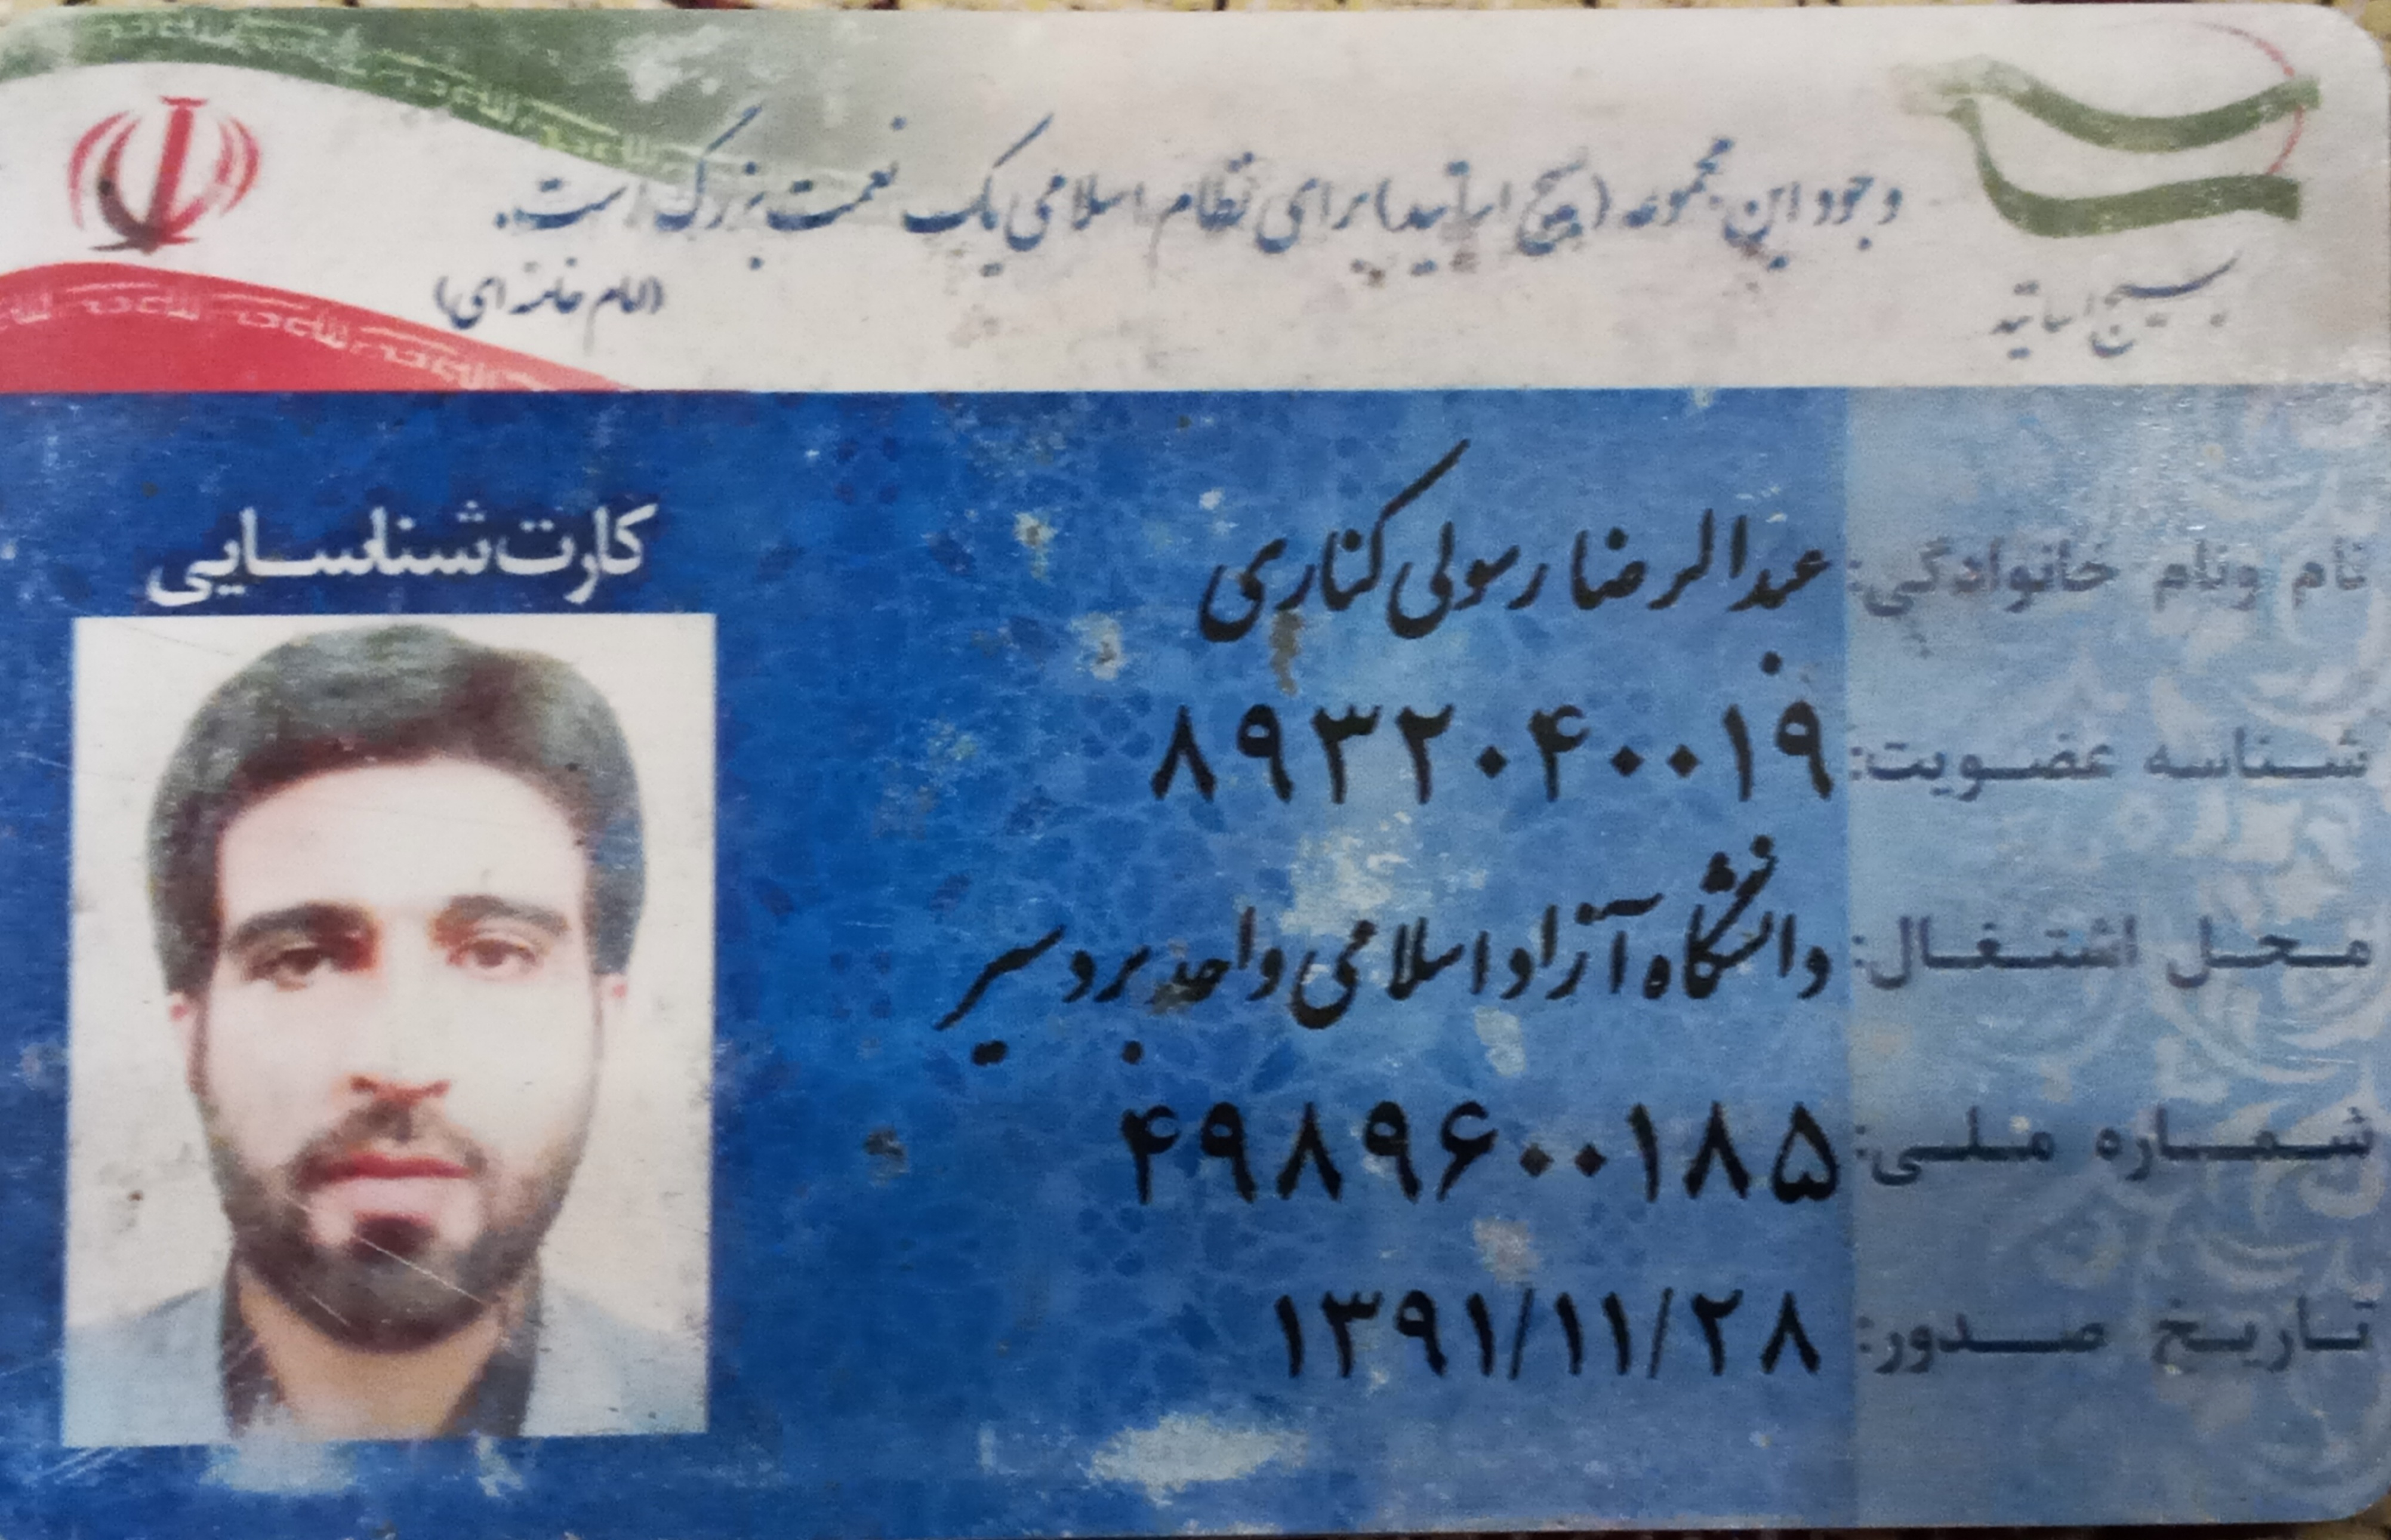 بسیج اساتید
وجود این مجموعه (بسیج اساتید) برای نظام اسلامی یک نعمت بزرگ است.
(امام خامنه ای)
کارت شناسایی
نام ونام خانوادگی: عبدالرضا رسولی کناری
شناسه عضویت: ۸۹۳۲۰۴۰۰۱۹
محل اشتغال: دانشگاه آزاد اسلامی واحد بردسیر
شماره ملی: ۴۹۸۹۶۰۰۱۸۵
تاریخ صدور: ۱۳۹۱/۱۱/۲۸